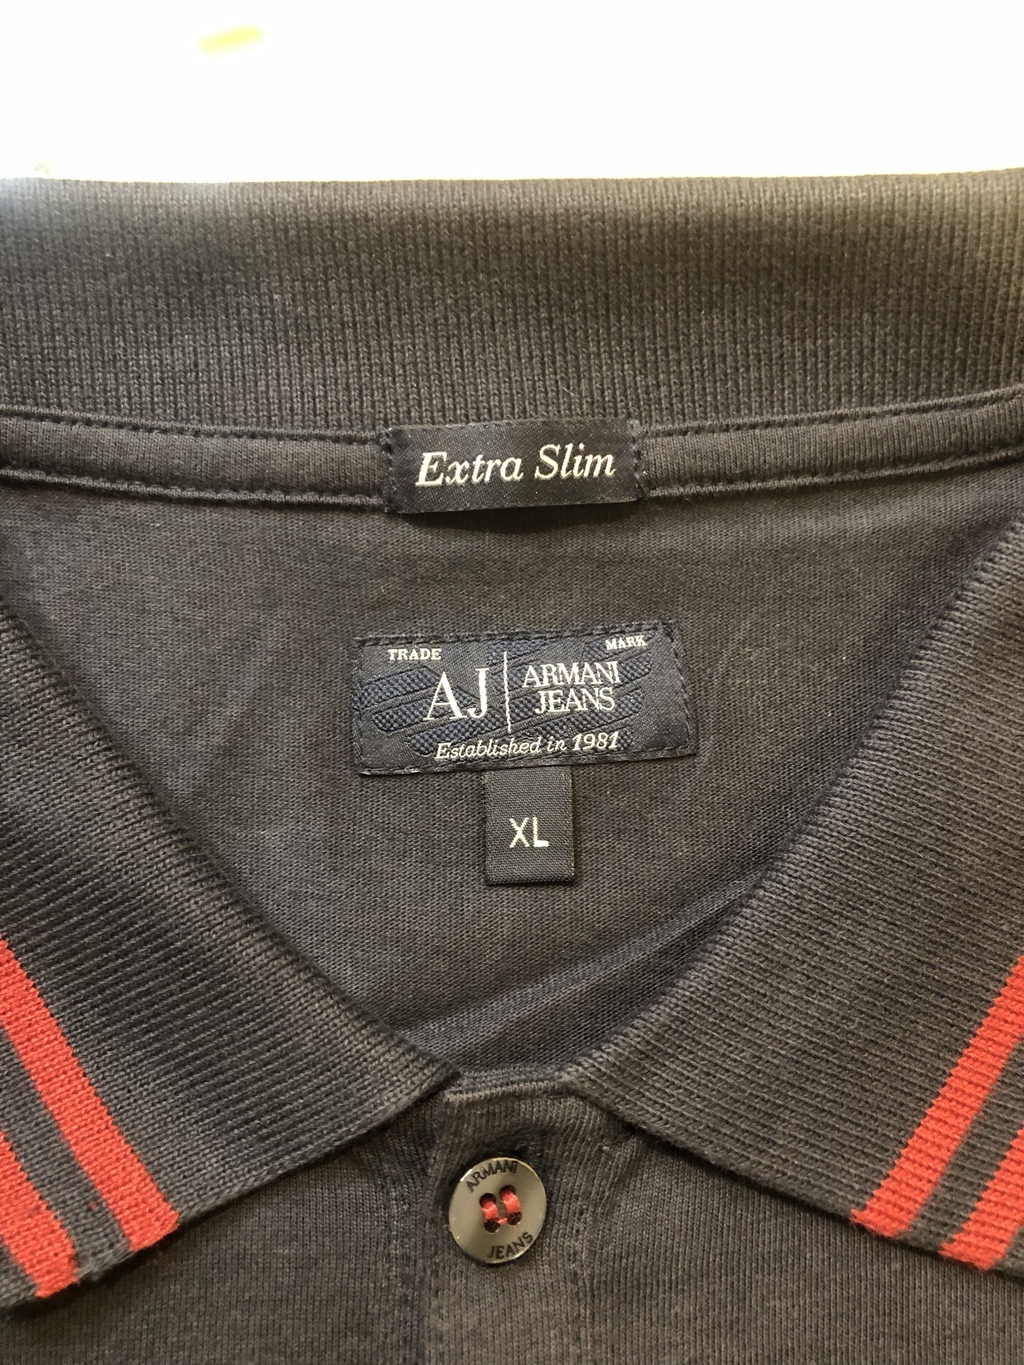 Extra Slim
TRADE MARK
AJ ARMANI
JEANS
Established in 1981
XL
ARMANI
JEANS